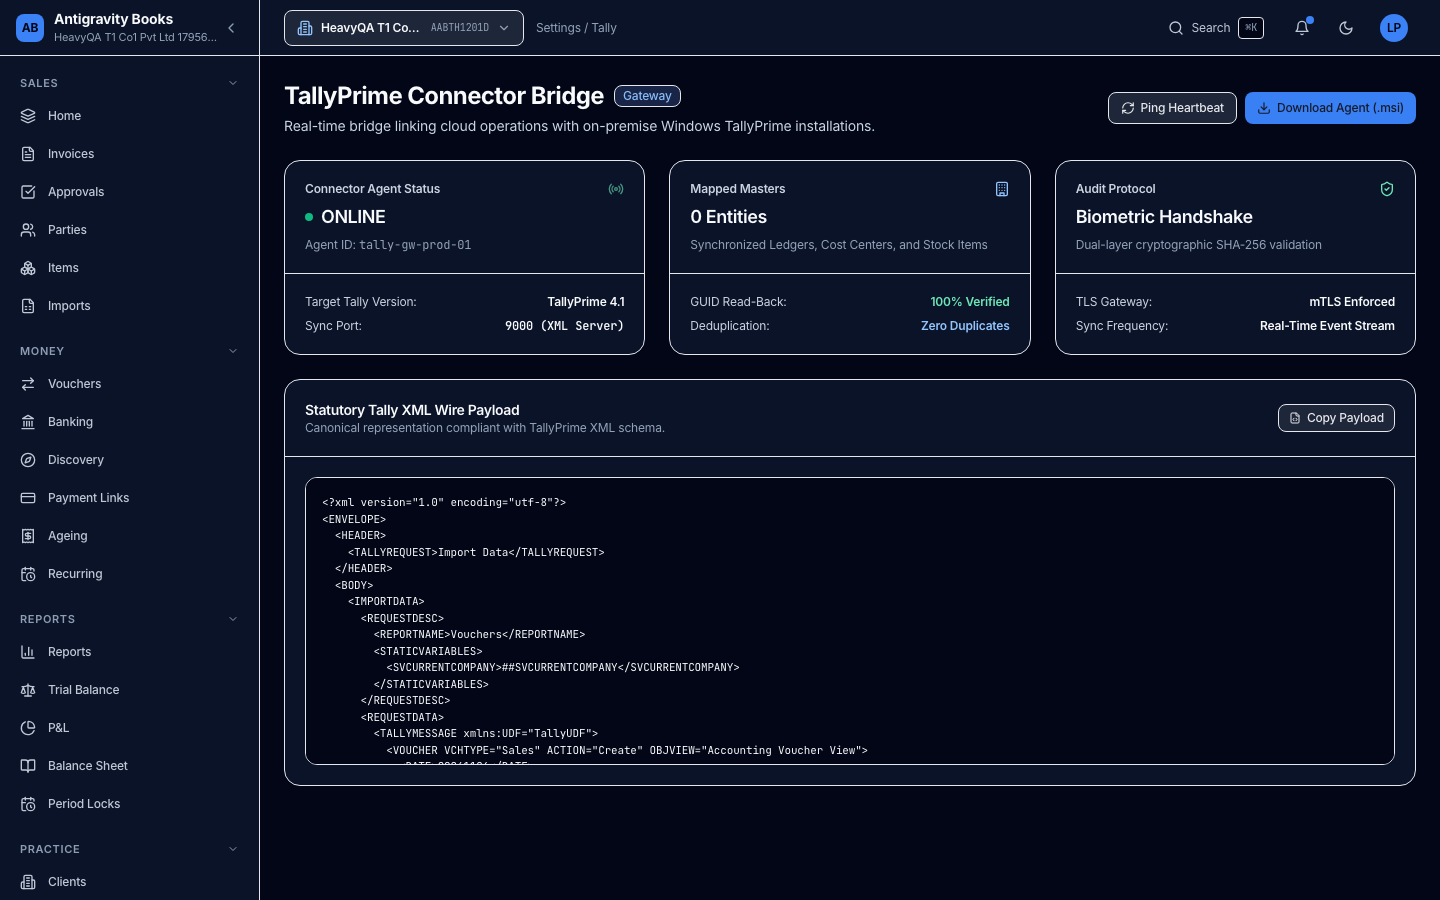 AB
Antigravity Books
HeavyQA T1 Co1 Pvt Ltd 17956...
HeavyQA T1 Co... AABTH1201D
Settings / Tally
Search ⌘K
LP
SALES
Home
Invoices
Approvals
Parties
Items
Imports
MONEY
Vouchers
Banking
Discovery
Payment Links
Ageing
Recurring
REPORTS
Reports
Trial Balance
P&L
Balance Sheet
Period Locks
PRACTICE
Clients
TallyPrime Connector Bridge Gateway
Real-time bridge linking cloud operations with on-premise Windows TallyPrime installations.
Ping Heartbeat
Download Agent (.msi)
Connector Agent Status
ONLINE
Agent ID: tally-gw-prod-01
Target Tally Version: TallyPrime 4.1
Sync Port: 9000 (XML Server)
Mapped Masters
0 Entities
Synchronized Ledgers, Cost Centers, and Stock Items
GUID Read-Back: 100% Verified
Deduplication: Zero Duplicates
Audit Protocol
Biometric Handshake
Dual-layer cryptographic SHA-256 validation
TLS Gateway: mTLS Enforced
Sync Frequency: Real-Time Event Stream
Statutory Tally XML Wire Payload
Canonical representation compliant with TallyPrime XML schema.
Copy Payload
<?xml version="1.0" encoding="utf-8"?>
<ENVELOPE>
<HEADER>
<TALLYREQUEST>Import Data</TALLYREQUEST>
</HEADER>
<BODY>
<IMPORTDATA>
<REQUESTDESC>
<REPORTNAME>Vouchers</REPORTNAME>
<STATICVARIABLES>
<SVCURRENTCOMPANY>##SVCURRENTCOMPANY</SVCURRENTCOMPANY>
</STATICVARIABLES>
</REQUESTDESC>
<REQUESTDATA>
<TALLYMESSAGE xmlns:UDF="TallyUDF">
<VOUCHER VCHTYPE="Sales" ACTION="Create" OBJVIEW="Accounting Voucher View">